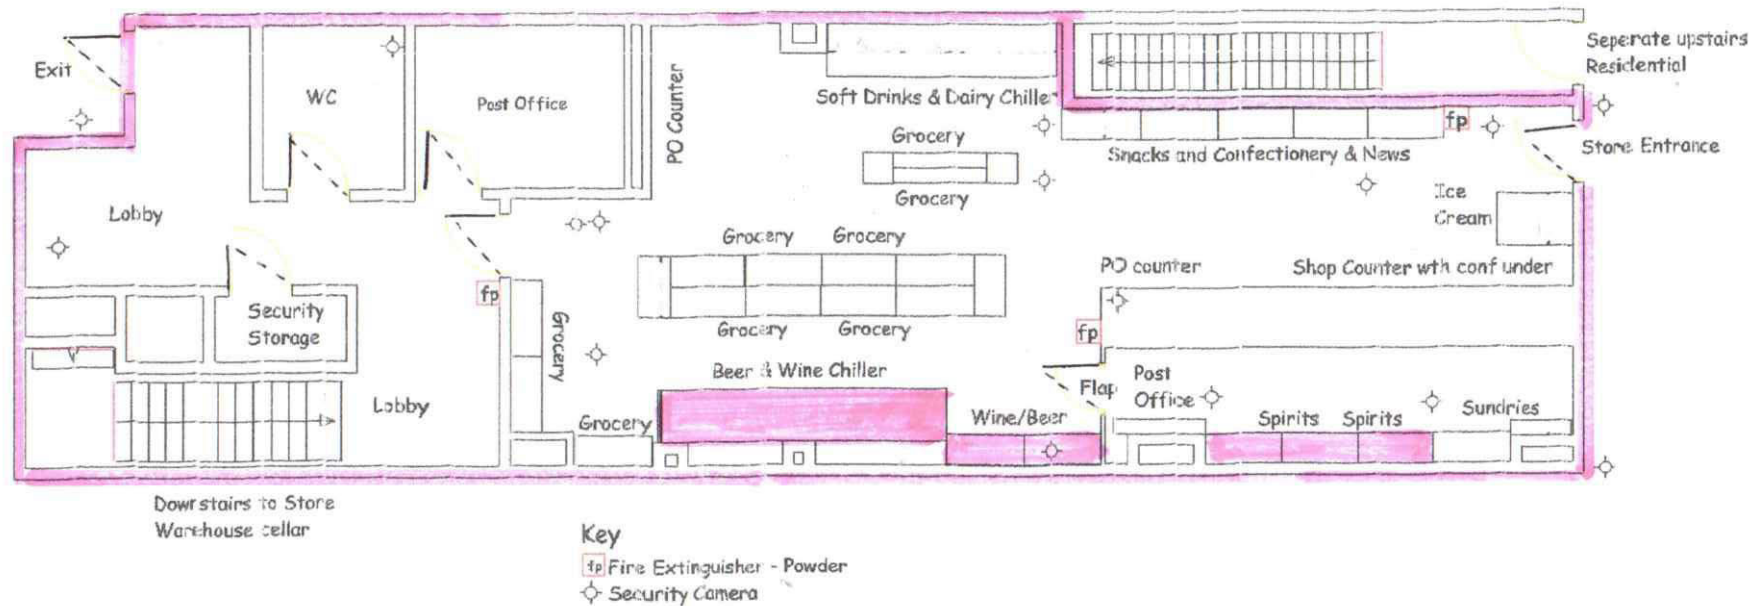 Exit
WC
Post Office
PO Counter
Soft Drinks & Dairy Chille
Seperate upstairs
Residential
Grocery
fp
Snacks and Confectionery & News
Store Entrance
Grocery
Lobby
Ice
Cream
Grocery Grocery
PO counter
Shop Counter wth conf under
fp
Security
Storage
Grocery
Grocery Grocery
fp
Beer & Wine Chiller
Flap
Post
Office
Lobby
Grocery
Wine/Beer
Spirits Spirits
Sundries
Downstairs to Store
Warehouse cellar
Key
fp Fire Extinguisher - Powder
Security Camera